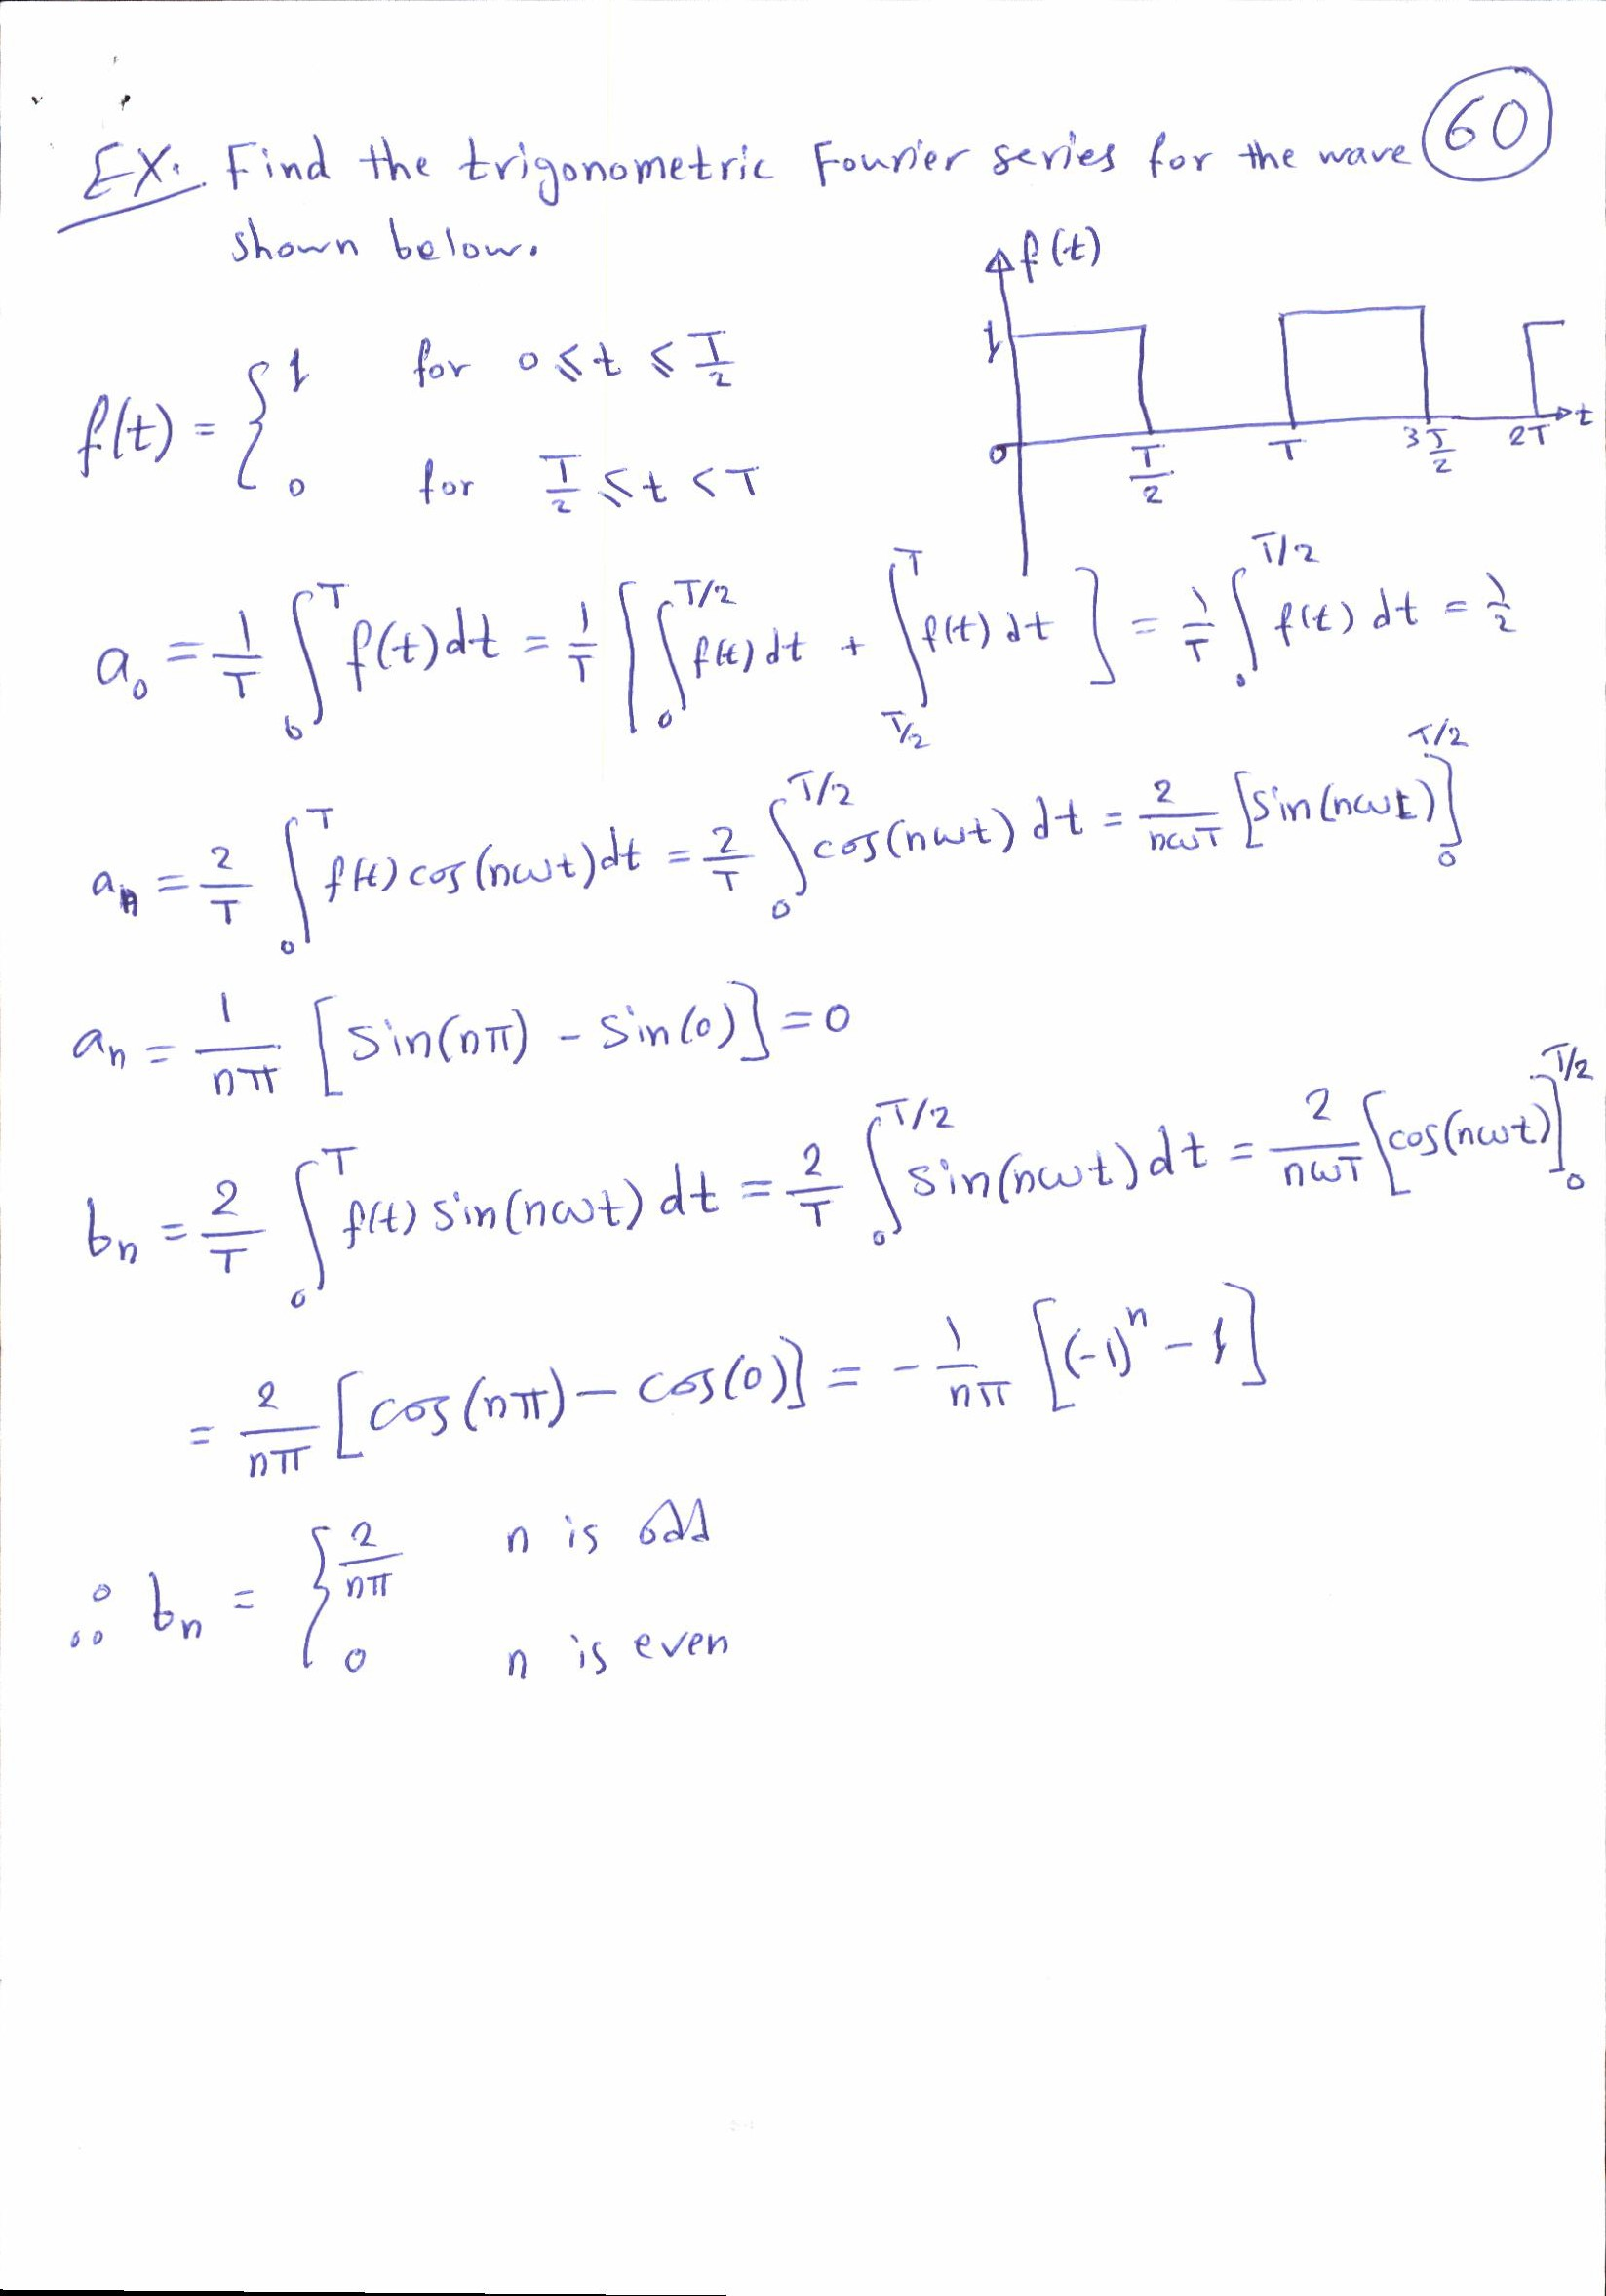 60
EX. Find the trigonometric Fourier series for the wave
shown below.
f(t) = { 1 for 0 ⩽ t ⩽ T/2
0 for T/2 ⩽ t < T
f(t)
1
0 T/2 T 3T/2 2T t
a₀ = 1/T ∫₀^T f(t) dt = 1/T [ ∫₀^{T/2} f(t) dt + ∫_{T/2}^T f(t) dt ] = 1/T ∫₀^{T/2} f(t) dt = 1/2
aₙ = 2/T ∫₀^T f(t) cos(nωt) dt = 2/T ∫₀^{T/2} cos(nωt) dt = 2/nωT [sin(nωt)]₀^{T/2}
aₙ = 1/nπ [sin(nπ) - sin(0)] = 0
bₙ = 2/T ∫₀^T f(t) sin(nωt) dt = 2/T ∫₀^{T/2} sin(nωt) dt = 2/nωT [cos(nωt)]₀^{T/2}
= 2/nπ [cos(nπ) - cos(0)] = - 1/nπ [(-1)ⁿ - 1]
∴ bₙ = { 2/nπ n is odd
0 n is even